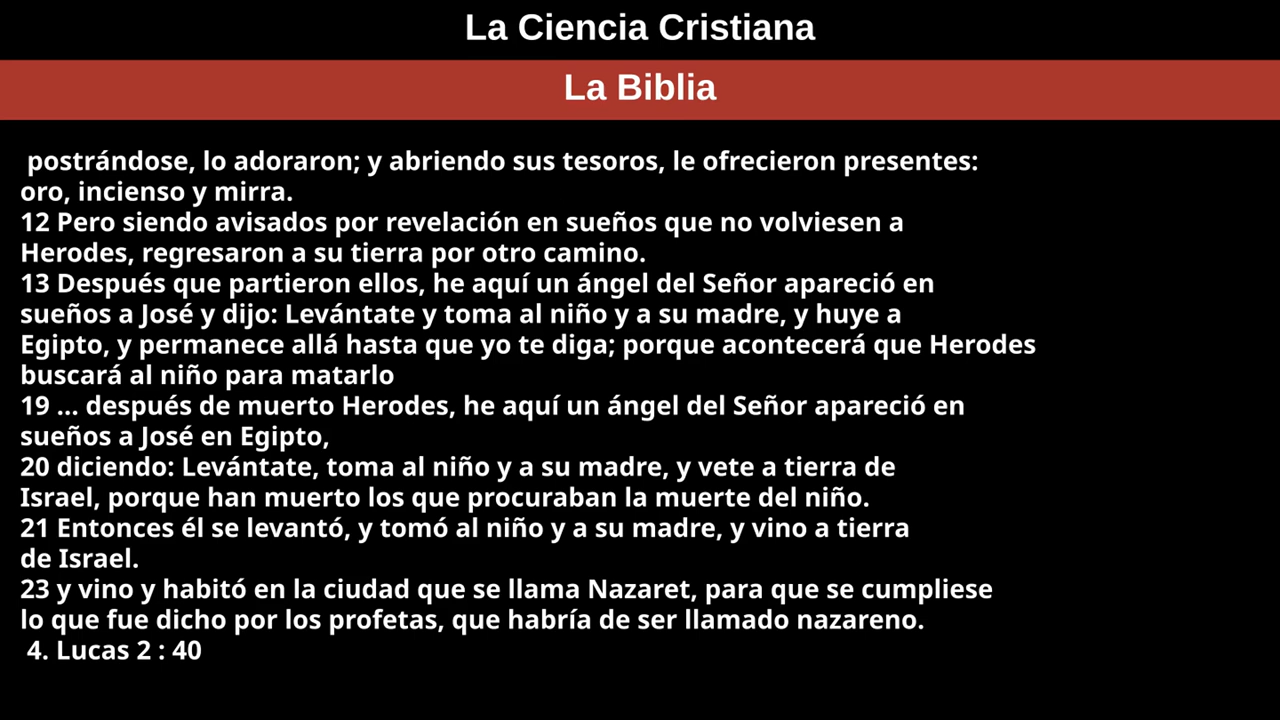 La Ciencia Cristiana
La Biblia
postrándose, lo adoraron; y abriendo sus tesoros, le ofrecieron presentes:
oro, incienso y mirra.
12 Pero siendo avisados por revelación en sueños que no volviesen a
Herodes, regresaron a su tierra por otro camino.
13 Después que partieron ellos, he aquí un ángel del Señor apareció en
sueños a José y dijo: Levántate y toma al niño y a su madre, y huye a
Egipto, y permanece allá hasta que yo te diga; porque acontecerá que Herodes
buscará al niño para matarlo
19 ... después de muerto Herodes, he aquí un ángel del Señor apareció en
sueños a José en Egipto,
20 diciendo: Levántate, toma al niño y a su madre, y vete a tierra de
Israel, porque han muerto los que procuraban la muerte del niño.
21 Entonces él se levantó, y tomó al niño y a su madre, y vino a tierra
de Israel.
23 y vino y habitó en la ciudad que se llama Nazaret, para que se cumpliese
lo que fue dicho por los profetas, que habría de ser llamado nazareno.
4. Lucas 2 : 40